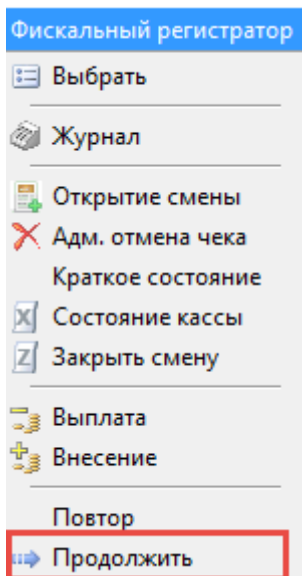 Фискальный регистратор
Выбрать
Журнал
Открытие смены
Адм. отмена чека
Краткое состояние
Состояние кассы
Закрыть смену
Выплата
Внесение
Повтор
Продолжить